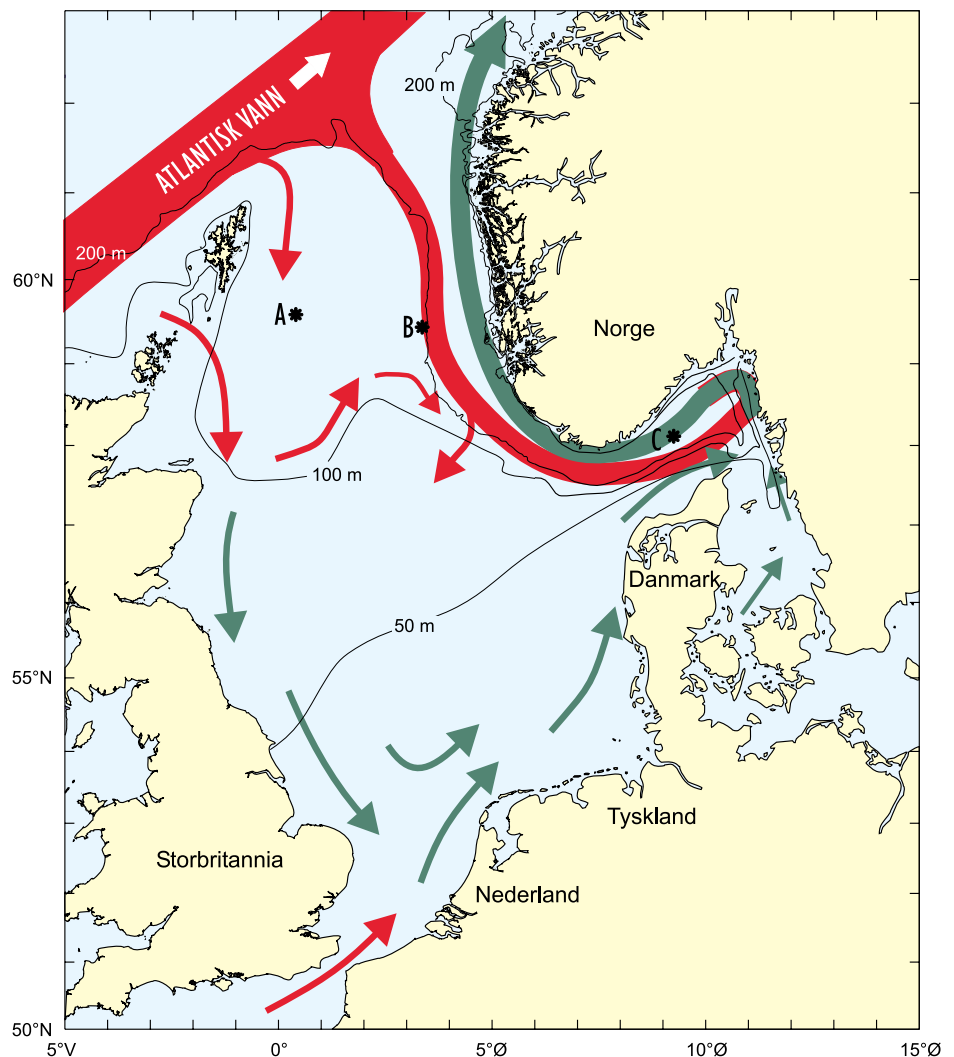 200 m
ATLANTISK VANN
200 m
60°N
A
B
Norge
C
100 m
Danmark
50 m
55°N
Tyskland
Storbritannia
Nederland
50°N
5°V
0°
5°Ø
10°Ø
15°Ø